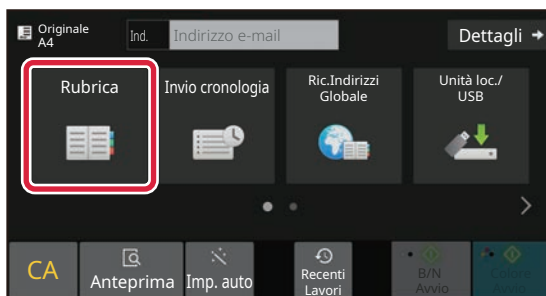 Originale
A4
Ind.
Indirizzo e-mail
Dettagli
Rubrica
Invio cronologia
Ric.Indirizzi
Globale
Unità loc./
USB
CA
Anteprima
Imp. auto
Recenti
Lavori
B/N
Avvio
Colore
Avvio